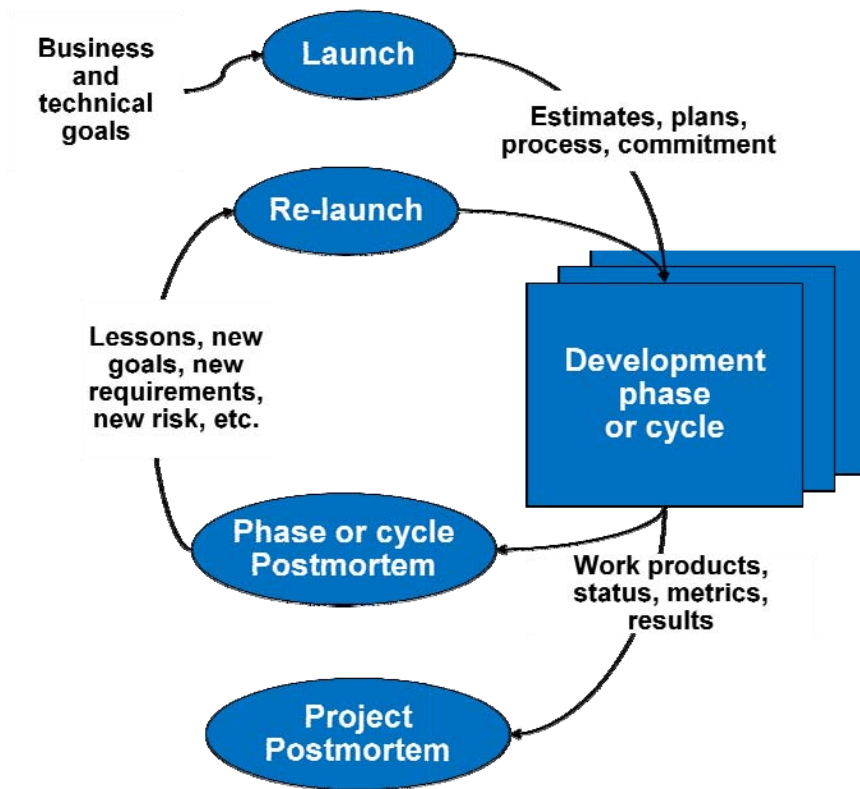 Business
and
technical
goals
Launch
Estimates, plans,
process, commitment
Re-launch
Lessons, new
goals, new
requirements,
new risk, etc.
Development
phase
or cycle
Phase or cycle
Postmortem
Work products,
status, metrics,
results
Project
Postmortem